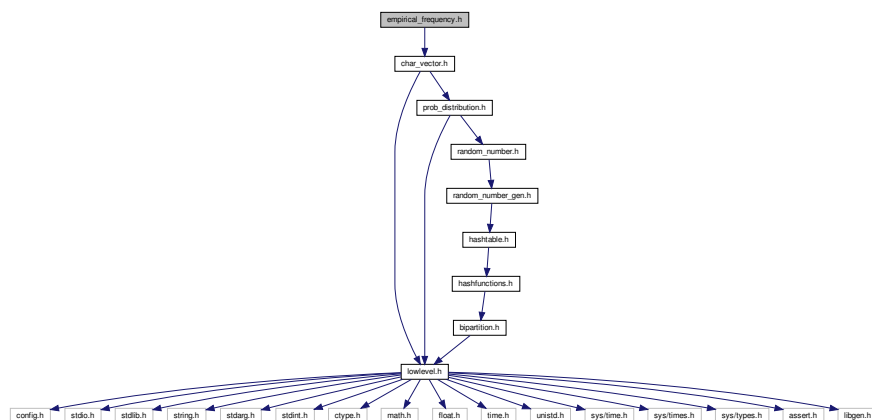 empirical_frequency.h
char_vector.h
prob_distribution.h
random_number.h
random_number_gen.h
hashtable.h
hashfunctions.h
bipartition.h
lowlevel.h
config.h stdio.h stdlib.h string.h stdarg.h stdint.h ctype.h math.h float.h time.h unistd.h sys/time.h sys/times.h sys/types.h assert.h libgen.h